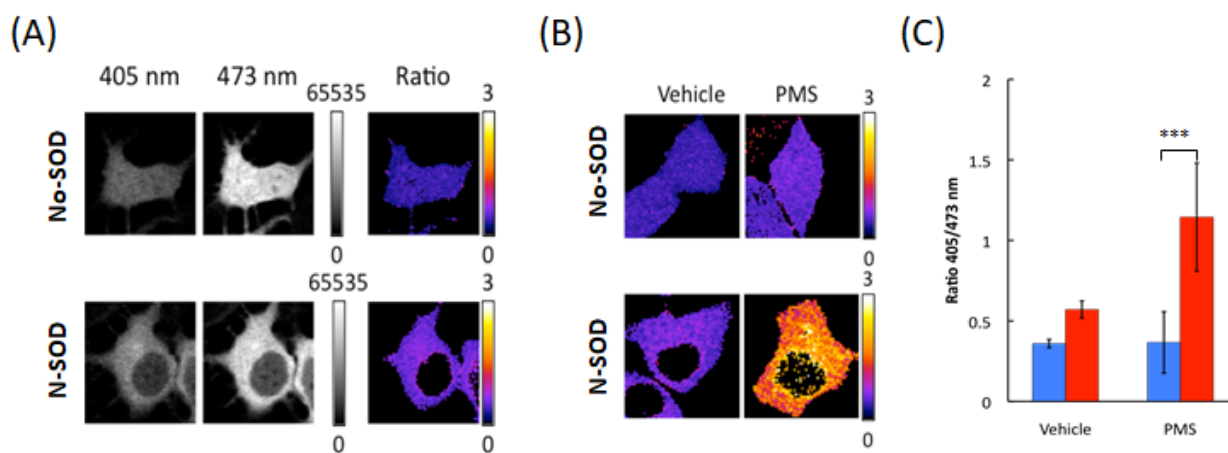 (A)
405 nm 473 nm Ratio
65535 3
No-SOD
0 0
65535 3
N-SOD
0 0
(B)
Vehicle PMS
3
No-SOD
0
3
N-SOD
0
(C)
2
1.5
1
0.5
0
Ratio 405/473 nm
***
Vehicle PMS